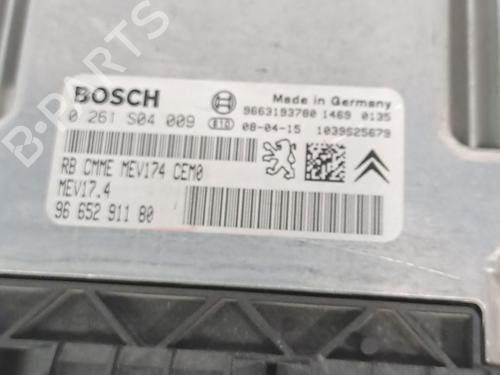 B-PARTS
BOSCH
Made in Germany
0 261 S04 009
9663193780 1469 0135
08-04-15 1039S25679
RB CMME MEV174 CEM0
MEV17.4
96 652 911 80